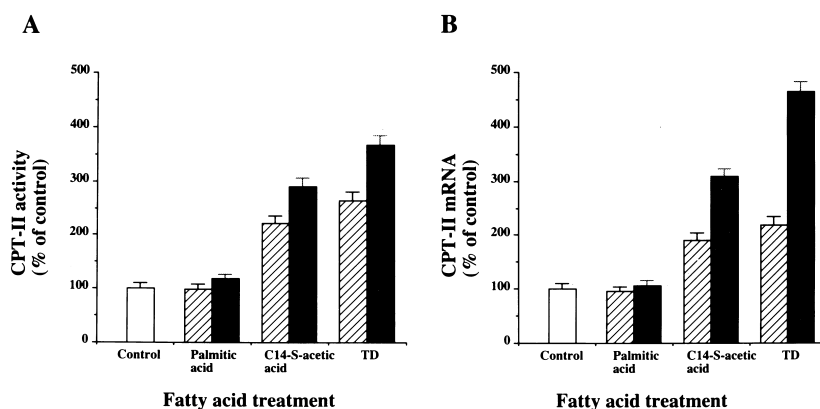 A
CPT-II activity
(% of control)
500
400
300
200
100
0
Control
Palmitic
acid
C14-S-acetic
acid
TD
Fatty acid treatment
B
CPT-II mRNA
(% of control)
500
400
300
200
100
0
Control
Palmitic
acid
C14-S-acetic
acid
TD
Fatty acid treatment